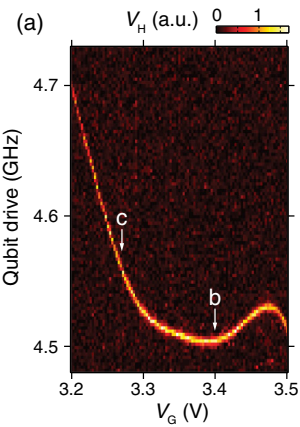 (a)
V_H (a.u.)
0 1
Qubit drive (GHz)
4.7
4.6
4.5
c
b
3.2 3.3 3.4 3.5
V_G (V)